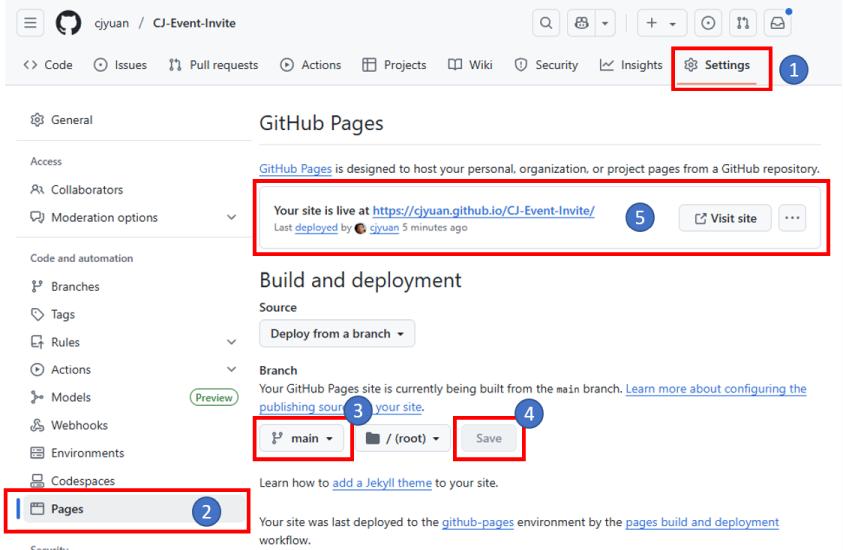 cjyuan / CJ-Event-Invite
Code Issues Pull requests Actions Projects Wiki Security Insights Settings 1
General
Access
Collaborators
Moderation options
Code and automation
Branches
Tags
Rules
Actions
Models Preview
Webhooks
Environments
Codespaces
Pages 2
Security
GitHub Pages
GitHub Pages is designed to host your personal, organization, or project pages from a GitHub repository.
Your site is live at https://cjyuan.github.io/CJ-Event-Invite/ 5 Visit site
Last deployed by cjyuan 5 minutes ago
Build and deployment
Source
Deploy from a branch
Branch
Your GitHub Pages site is currently being built from the main branch. Learn more about configuring the
publishing your site. 3 4
main / (root) Save
Learn how to add a Jekyll theme to your site.
Your site was last deployed to the github-pages environment by the pages build and deployment
workflow.